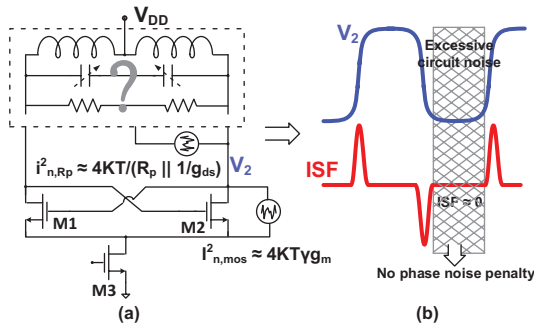 V_DD
?
i²_n,Rp ≈ 4KT/(R_p || 1/g_ds)
V₂
M1
M2
I²_n,mos ≈ 4KTγg_m
M3
(a)
V₂
Excessive
circuit noise
ISF
ISF ≈ 0
No phase noise penalty
(b)